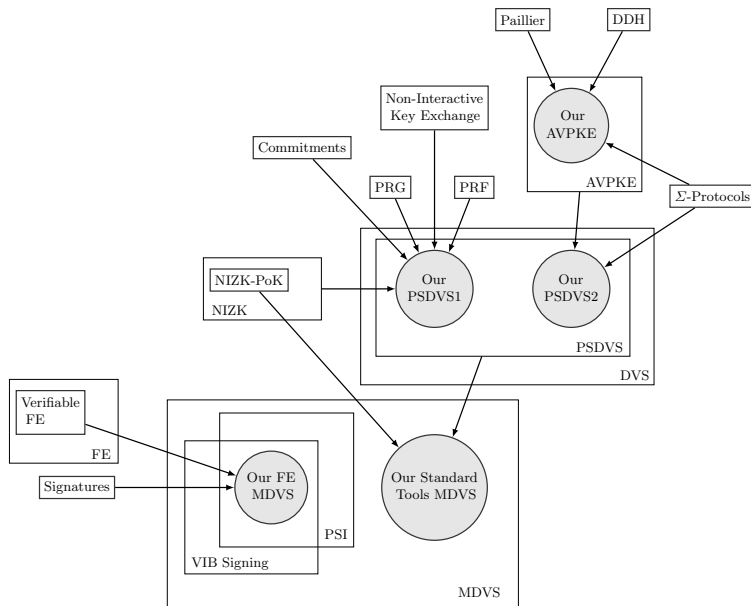 Paillier
DDH
Our
AVPKE
AVPKE
Non-Interactive
Key Exchange
Commitments
PRG
PRF
Σ-Protocols
NIZK-PoK
NIZK
Our
PSDVS1
Our
PSDVS2
PSDVS
DVS
Verifiable
FE
FE
Signatures
Our FE
MDVS
PSI
VIB Signing
Our Standard
Tools MDVS
MDVS